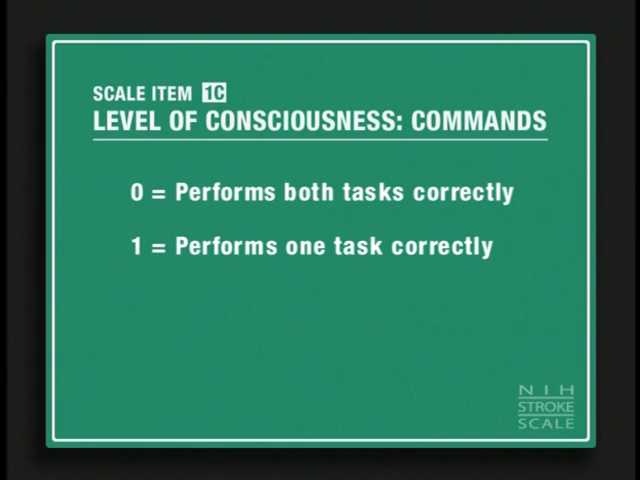 SCALE ITEM 1C
LEVEL OF CONSCIOUSNESS: COMMANDS
0 = Performs both tasks correctly
1 = Performs one task correctly
NIH
STROKE
SCALE